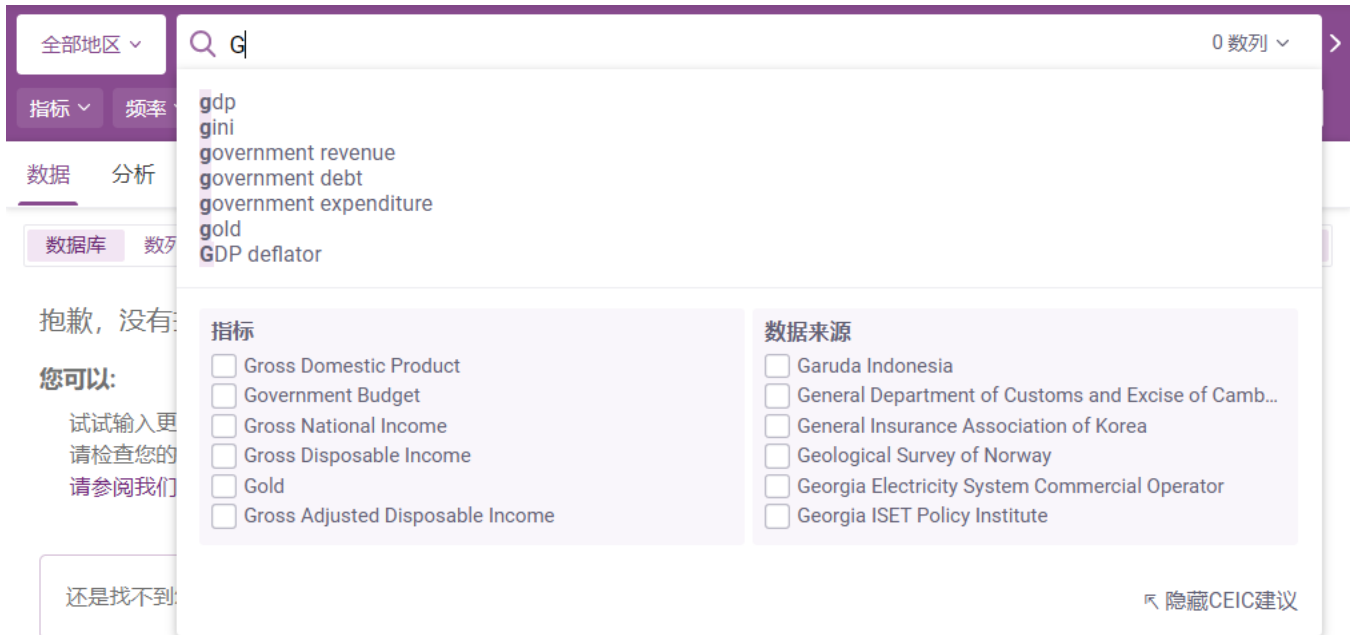 全部地区
G
0 数列
指标
频率
gdp
gini
government revenue
government debt
government expenditure
gold
GDP deflator
数据
分析
数据库
抱歉，没有
您可以:
试试输入更
请检查您的
请参阅我们
还是找不到
指标
Gross Domestic Product
Government Budget
Gross National Income
Gross Disposable Income
Gold
Gross Adjusted Disposable Income
数据来源
Garuda Indonesia
General Department of Customs and Excise of Camb...
General Insurance Association of Korea
Geological Survey of Norway
Georgia Electricity System Commercial Operator
Georgia ISET Policy Institute
隐藏CEIC建议